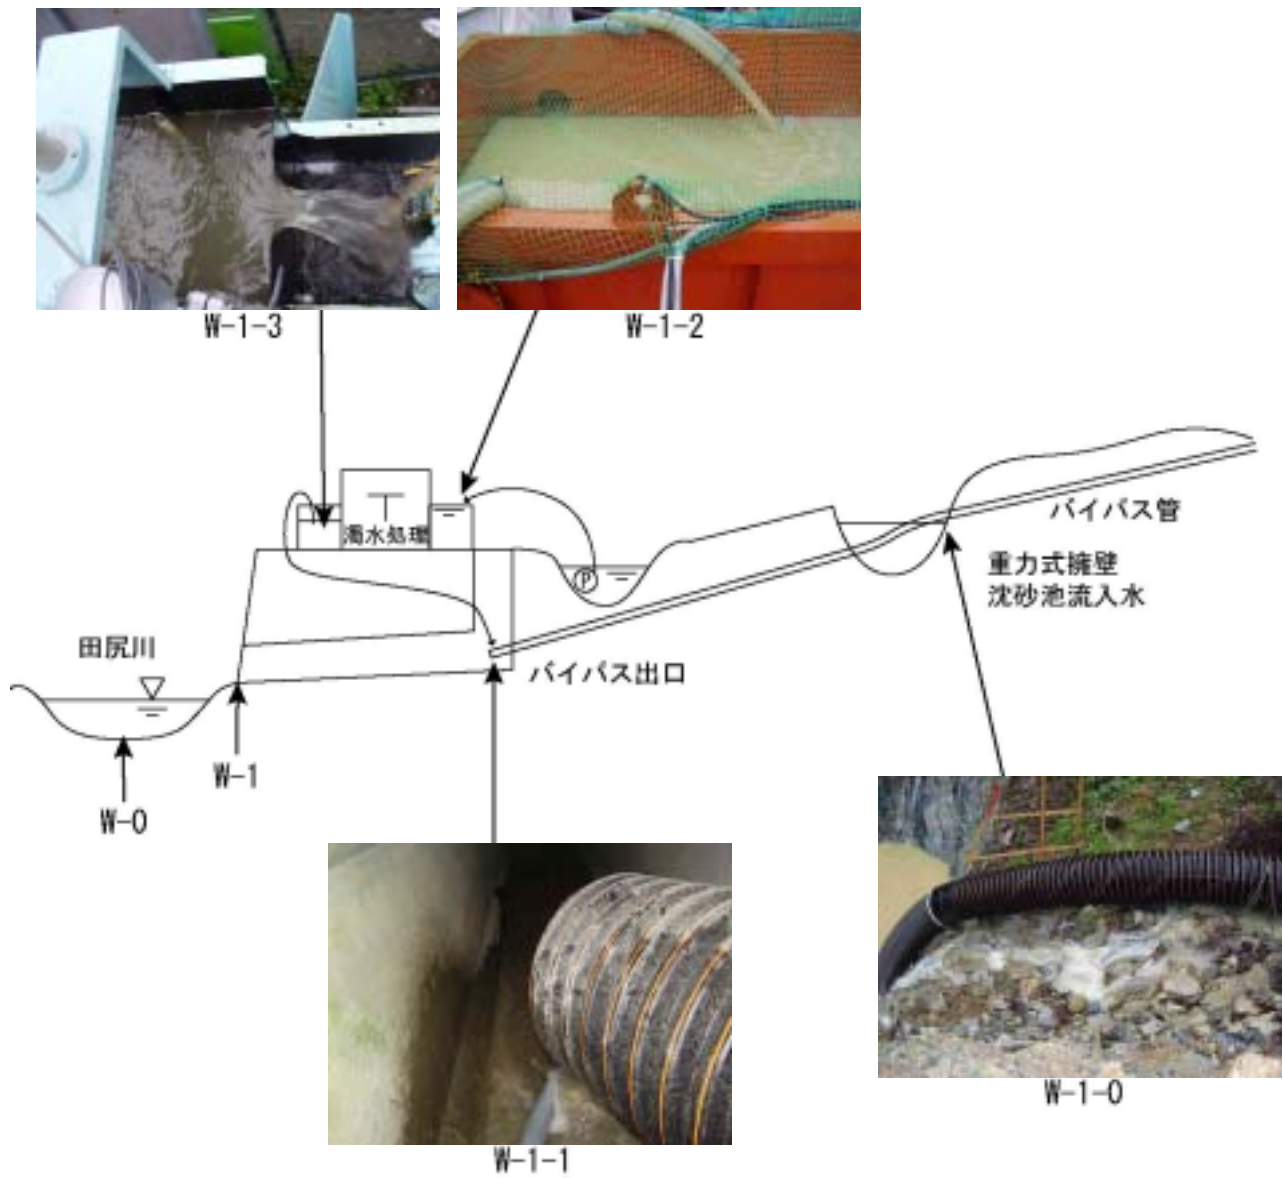 W-1-3
W-1-2
濁水処理
P
バイパス管
重力式擁壁
沈砂池流入水
田尻川
バイパス出口
W-1
W-0
W-1-0
W-1-1